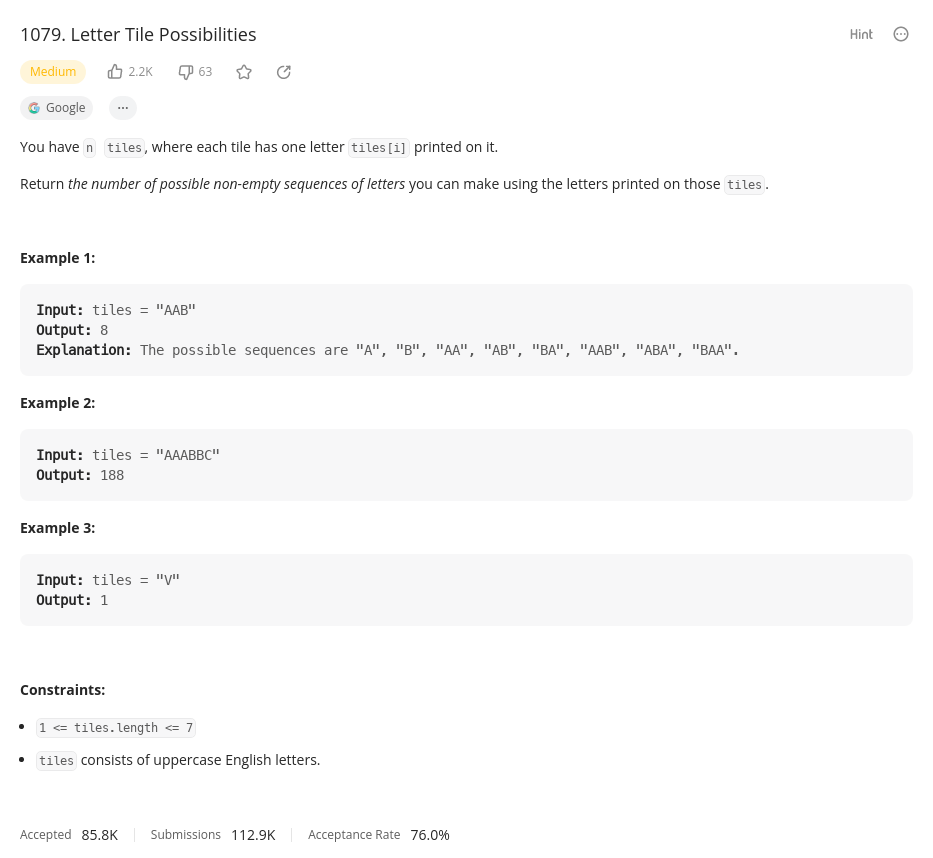 1079. Letter Tile Possibilities
Hint
Medium 2.2K 63
Google ...
You have n tiles, where each tile has one letter tiles[i] printed on it.
Return the number of possible non-empty sequences of letters you can make using the letters printed on those tiles.
Example 1:
Input: tiles = "AAB"
Output: 8
Explanation: The possible sequences are "A", "B", "AA", "AB", "BA", "AAB", "ABA", "BAA".
Example 2:
Input: tiles = "AAABBC"
Output: 188
Example 3:
Input: tiles = "V"
Output: 1
Constraints:
• 1 <= tiles.length <= 7
• tiles consists of uppercase English letters.
Accepted 85.8K Submissions 112.9K Acceptance Rate 76.0%